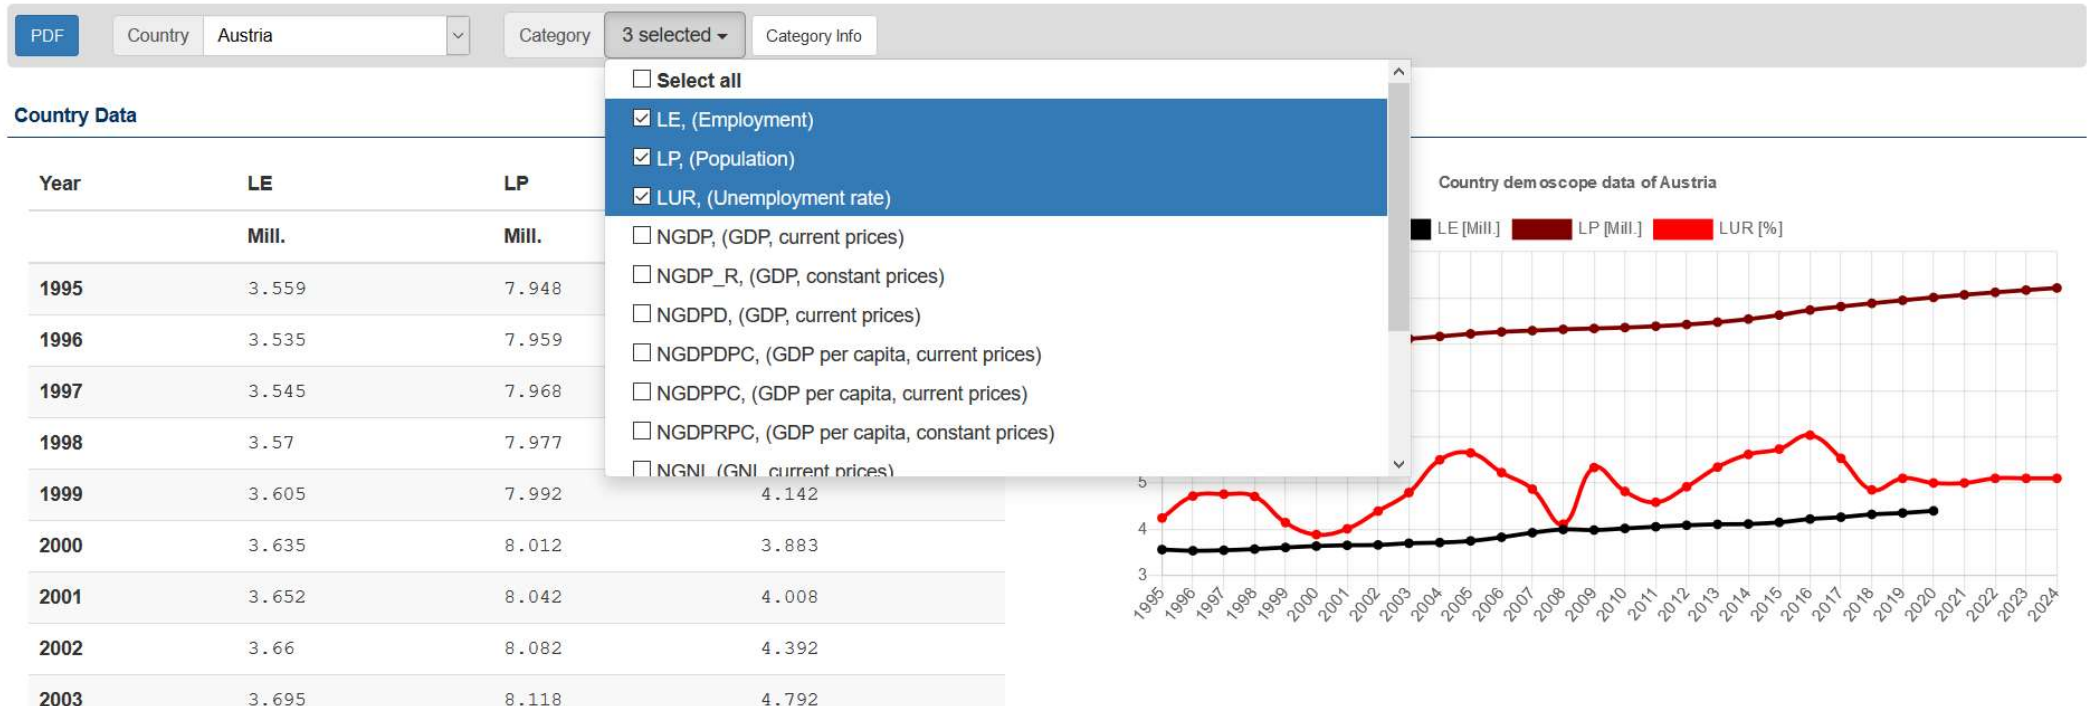 PDF Country Austria Category 3 selected Category Info
Select all
LE, (Employment)
LP, (Population)
LUR, (Unemployment rate)
NGDP, (GDP, current prices)
NGDP_R, (GDP, constant prices)
NGDPD, (GDP, current prices)
NGDPDPC, (GDP per capita, current prices)
NGDPPC, (GDP per capita, current prices)
NGDPRPC, (GDP per capita, constant prices)
NGNI, (GNI, current prices)
Country Data
Year LE LP
Mill. Mill.
1995 3.559 7.948
1996 3.535 7.959
1997 3.545 7.968
1998 3.57 7.977
1999 3.605 7.992 4.142
2000 3.635 8.012 3.883
2001 3.652 8.042 4.008
2002 3.66 8.082 4.392
2003 3.695 8.118 4.792
Country demoscope data of Austria
LE [Mill.] LP [Mill.] LUR [%]
5
4
3
1995 1996 1997 1998 1999 2000 2001 2002 2003 2004 2005 2006 2007 2008 2009 2010 2011 2012 2013 2014 2015 2016 2017 2018 2019 2020 2021 2022 2023 2024